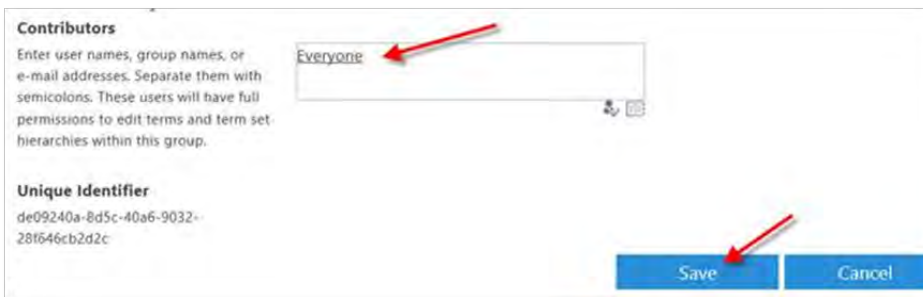 Contributors
Enter user names, group names, or
e-mail addresses. Separate them with
semicolons. These users will have full
permissions to edit terms and term set
hierarchies within this group.
Everyone
Unique Identifier
de09240a-8d5c-40a6-9032-
28f646cb2d2c
Save
Cancel